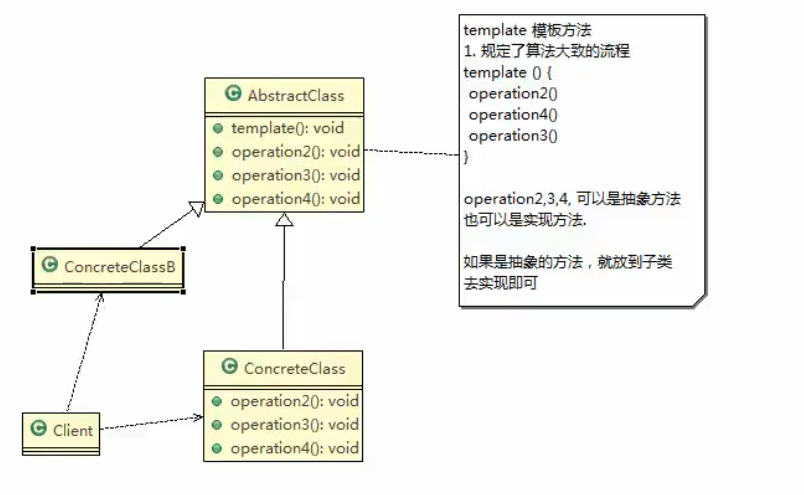 template 模板方法
1. 规定了算法大致的流程
template () {
operation2()
operation4()
operation3()
}
operation2,3,4, 可以是抽象方法
也可以是实现方法.
如果是抽象的方法，就放到子类
去实现即可
C AbstractClass
template(): void
operation2(): void
operation3(): void
operation4(): void
C ConcreteClassB
C ConcreteClass
operation2(): void
operation3(): void
operation4(): void
C Client